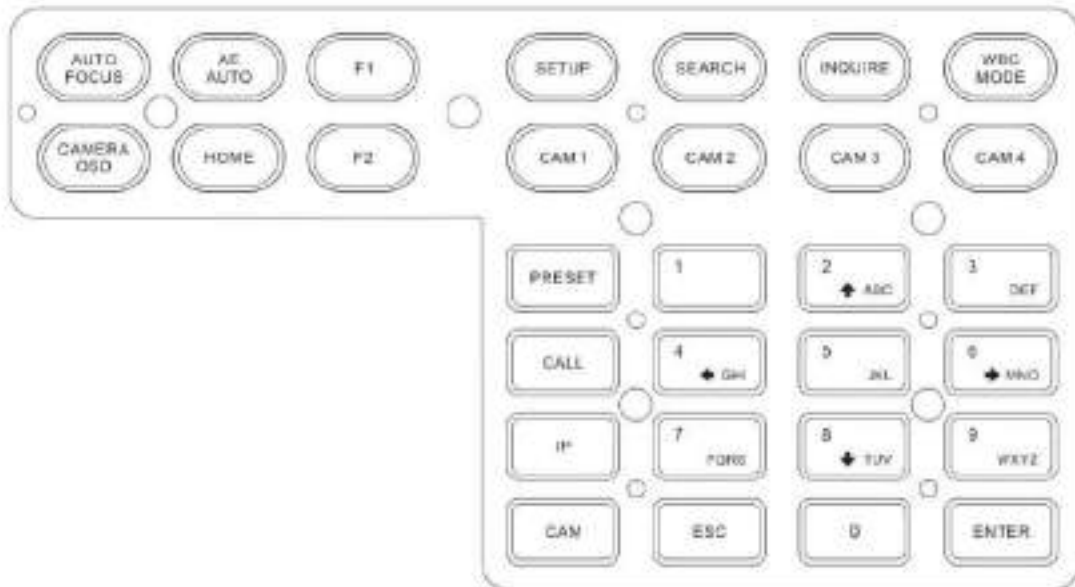 AUTO
FOCUS
AE
AUTO
F1
SETUP
SEARCH
INQUIRE
WBC
MODE
CAMERA
OSD
HOME
F2
CAM 1
CAM 2
CAM 3
CAM 4
PRESET
1
2
ABC
3
DEF
CALL
4
GHI
5
JKL
6
MNO
IP
7
PQRS
8
TUV
9
WXYZ
CAM
ESC
0
ENTER